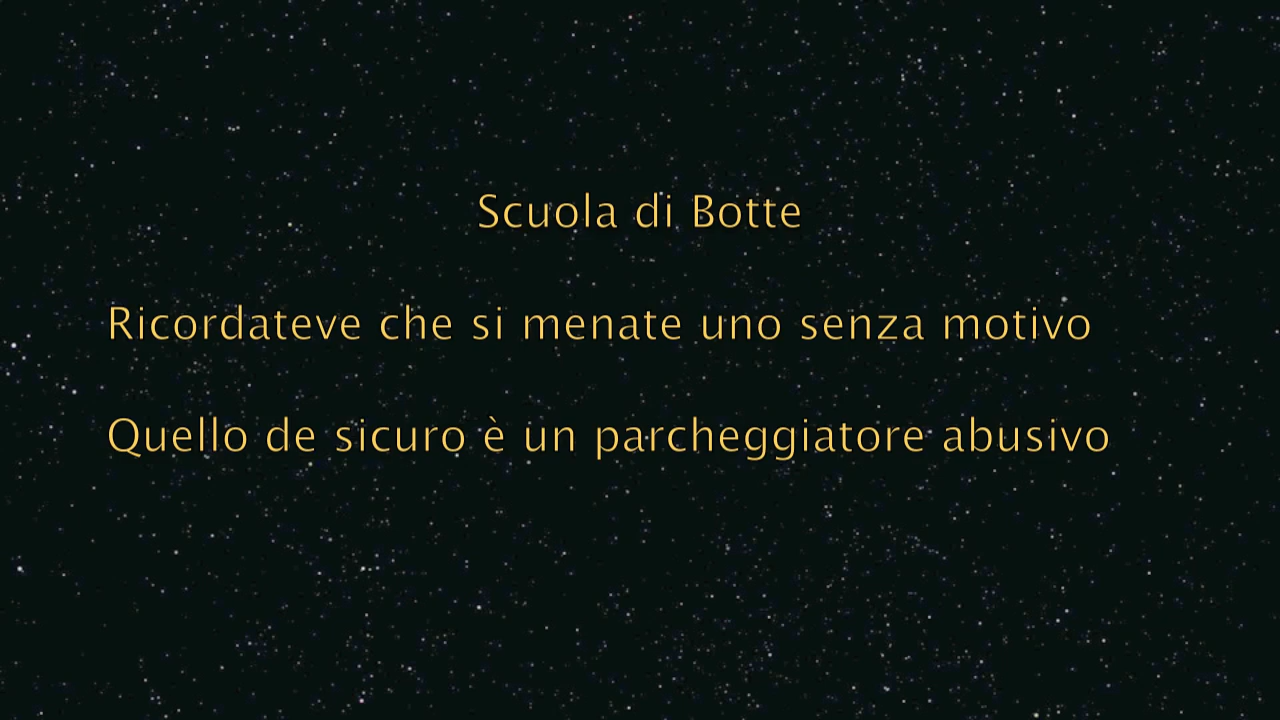 Scuola di Botte
Ricordateve che si menate uno senza motivo
Quello de sicuro è un parcheggiatore abusivo